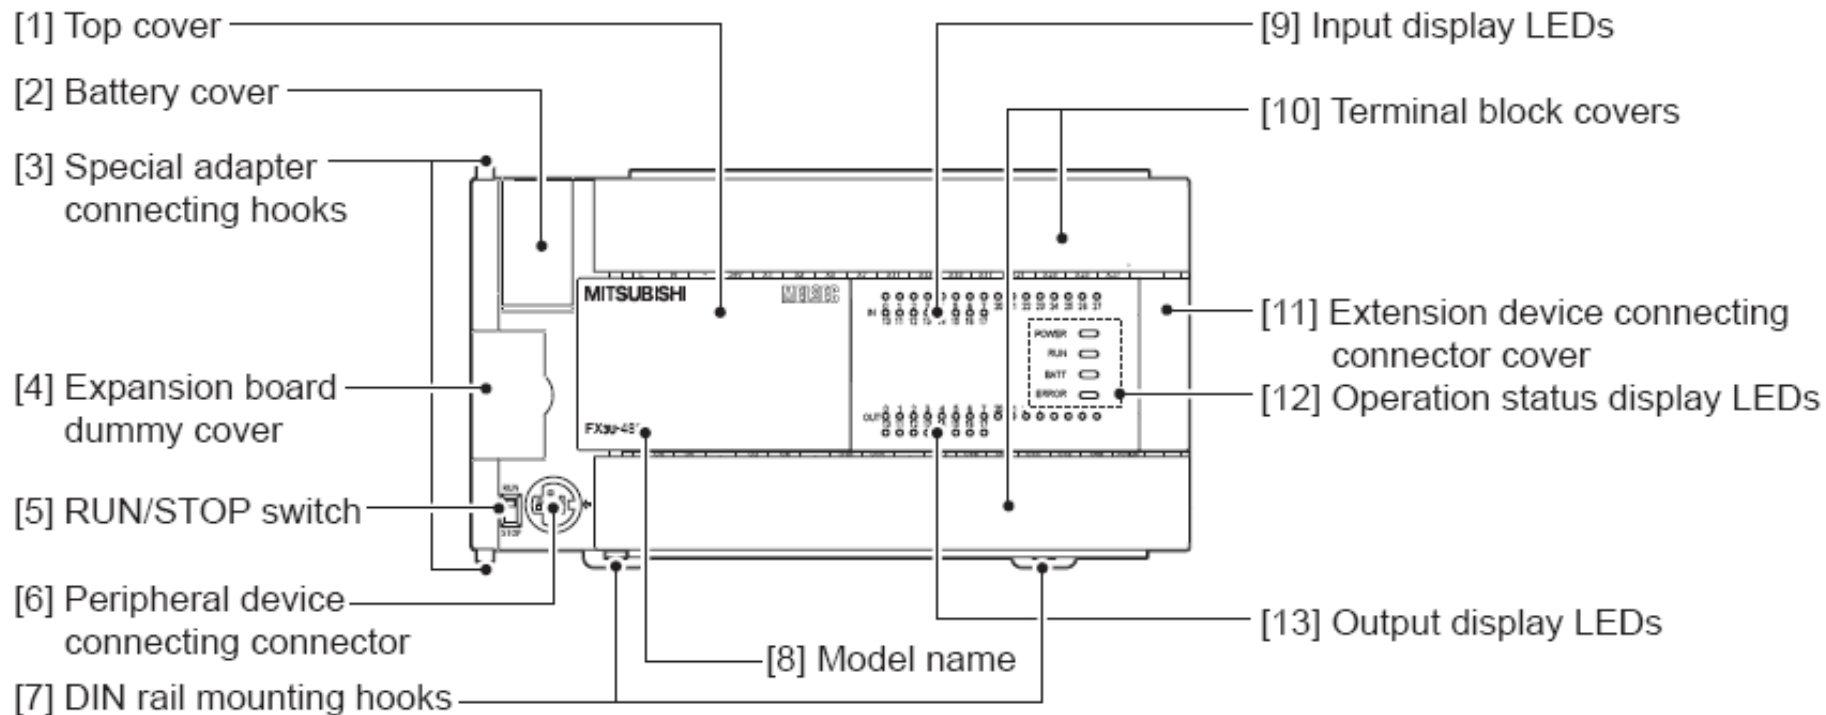 [1] Top cover
[2] Battery cover
[3] Special adapter
connecting hooks
[4] Expansion board
dummy cover
[5] RUN/STOP switch
[6] Peripheral device
connecting connector
[7] DIN rail mounting hooks
[8] Model name
[9] Input display LEDs
[10] Terminal block covers
[11] Extension device connecting
connector cover
[12] Operation status display LEDs
[13] Output display LEDs
MITSUBISHI
MELSEC
IN
POWER
RUN
BATT
ERROR
OUT
FX3U-48
RUN
STOP